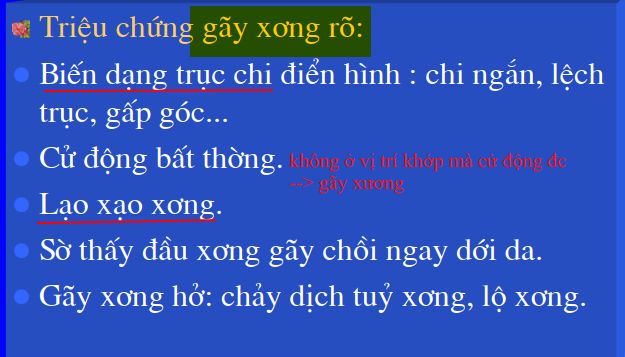 Triệu chứng gãy xơng rõ:
Biến dạng trục chi điển hình : chi ngắn, lệch
trục, gấp góc...
Cử động bất thờng. không ở vị trí khớp mà cử động đc
--> gãy xương
Lạo xạo xơng.
Sờ thấy đầu xơng gãy chồi ngay dới da.
Gãy xơng hở: chảy dịch tuỷ xơng, lộ xơng.